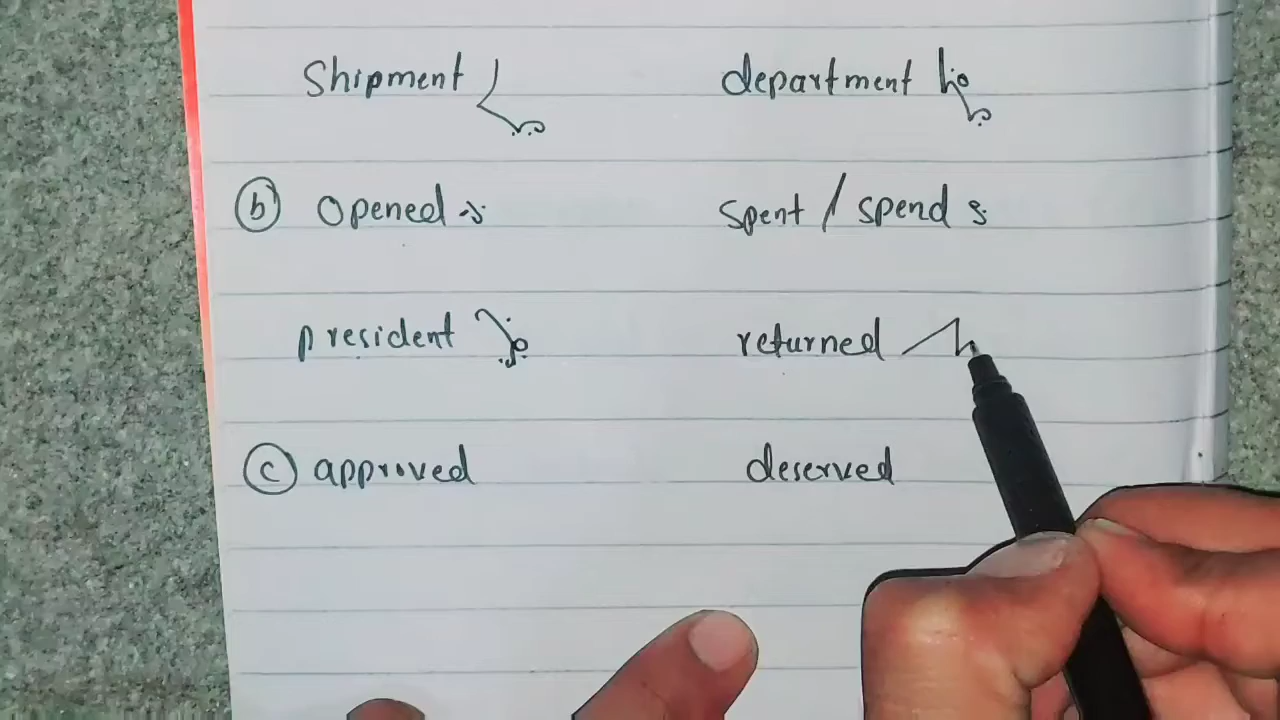 Shipment department
(b) Opened spent / spend
president returned
(c) approved deserved